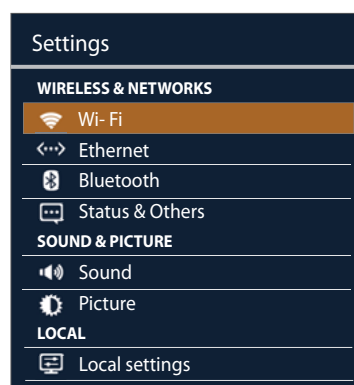 Settings
WIRELESS & NETWORKS
Wi- Fi
Ethernet
Bluetooth
Status & Others
SOUND & PICTURE
Sound
Picture
LOCAL
Local settings